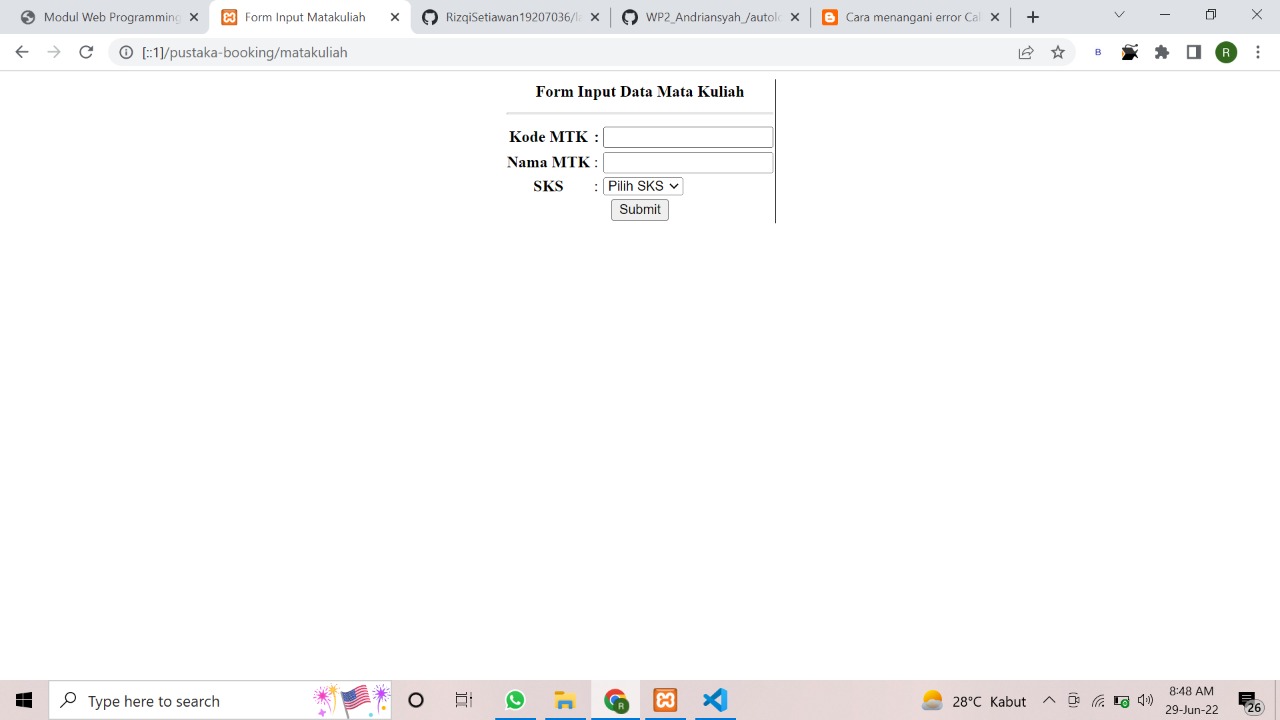 Modul Web Programming
Form Input Matakuliah
RizqiSetiawan19207036/
WP2_Andriansyah_/autolo
Cara menangani error Cal
[::1]/pustaka-booking/matakuliah
B
R
Form Input Data Mata Kuliah
Kode MTK :
Nama MTK :
SKS : Pilih SKS
Submit
Type here to search
R
28°C Kabut
8:48 AM
29-Jun-22
26